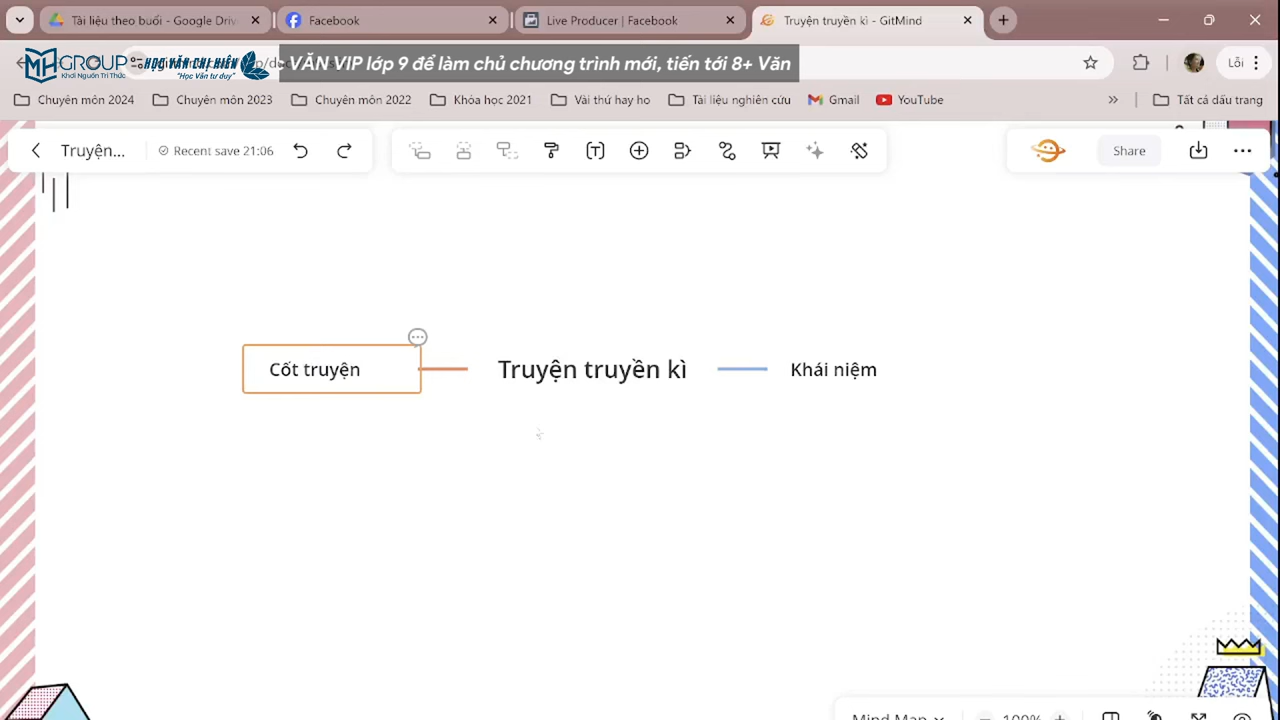 Tài liệu theo buổi - Google Driv
Facebook
Live Producer | Facebook
Truyện truyền kì - GitMind
GROUP
Khơi Nguồn Tri Thức
HỌC VĂN CHỊ HIÊN
"Học Văn tư duy"
VĂN VIP lớp 9 để làm chủ chương trình mới, tiến tới 8+ Văn
Lỗi
Chuyên môn 2024
Chuyên môn 2023
Chuyên môn 2022
Khóa học 2021
Vài thứ hay ho
Tài liệu nghiên cứu
Gmail
YouTube
Tất cả dấu trang
Truyện...
Recent save 21:06
Share
Cốt truyện
Truyện truyền kì
Khái niệm
Mind Map
100%